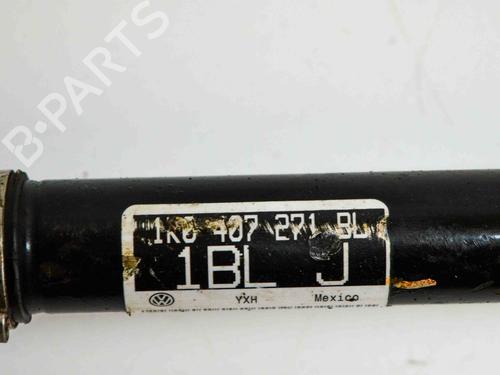 B-PARTS
1K0 407 271 BL
1BL J
YXH Mexico